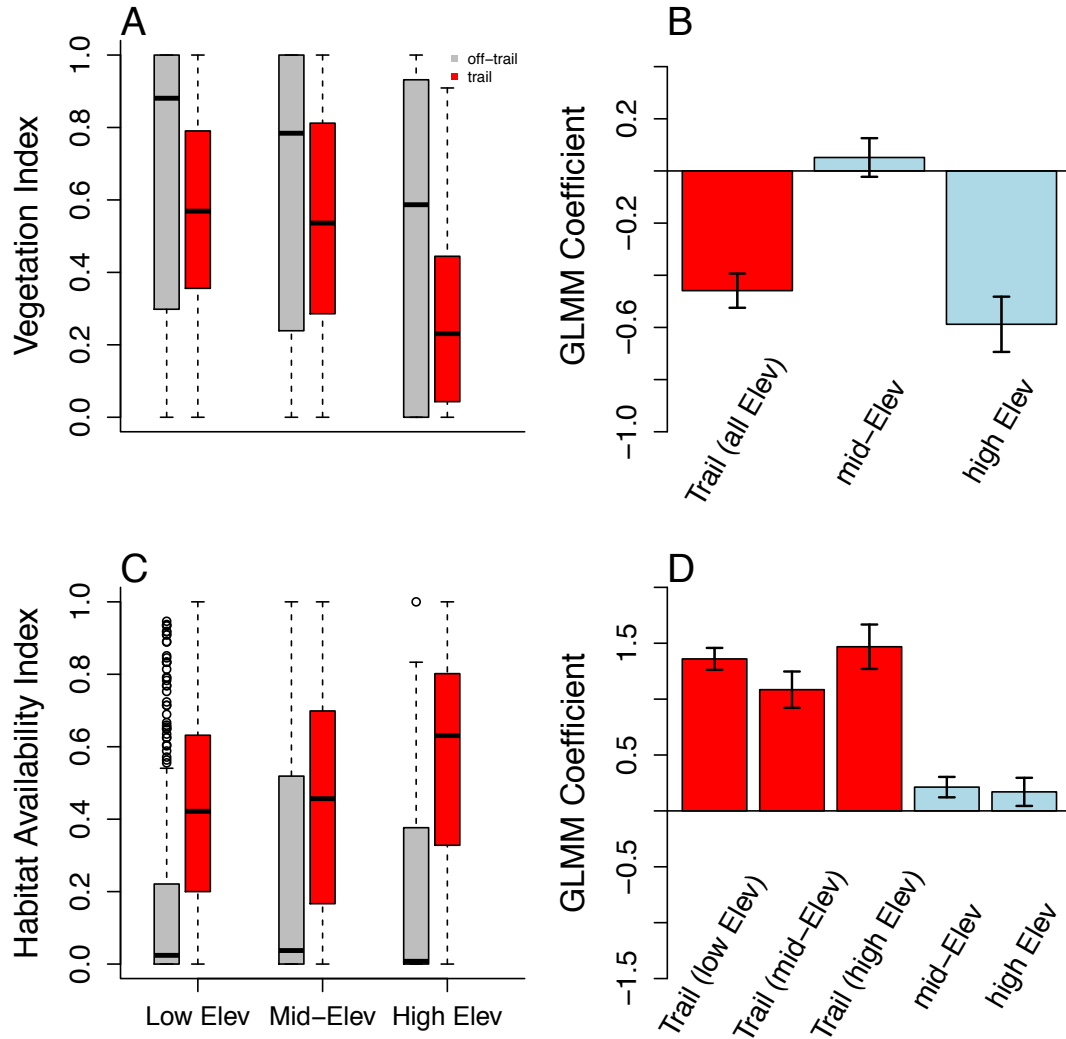 A
Vegetation Index
1.0
0.8
0.6
0.4
0.2
0.0
off−trail
trail
B
GLMM Coefficient
0.2
−0.2
−0.6
−1.0
Trail (all Elev)
mid−Elev
high Elev
C
Habitat Availability Index
1.0
0.8
0.6
0.4
0.2
0.0
Low Elev
Mid−Elev
High Elev
D
GLMM Coefficient
1.5
0.5
−0.5
−1.5
Trail (low Elev)
Trail (mid−Elev)
Trail (high Elev)
mid−Elev
high Elev